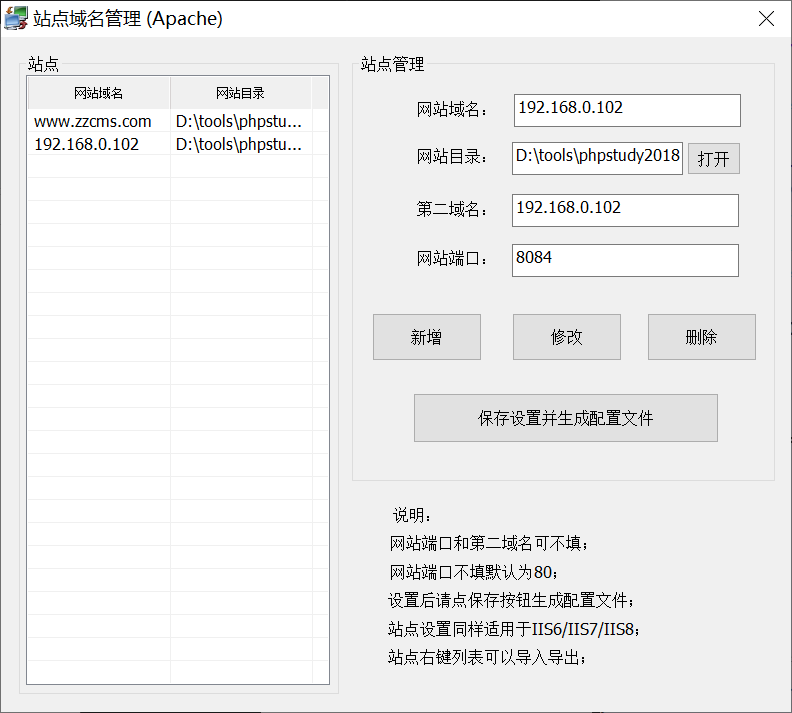 站点域名管理 (Apache)
站点
网站域名 网站目录
www.zzcms.com D:\tools\phpstu...
192.168.0.102 D:\tools\phpstu...
站点管理
网站域名： 192.168.0.102
网站目录： D:\tools\phpstudy2018 打开
第二域名： 192.168.0.102
网站端口： 8084
新增 修改 删除
保存设置并生成配置文件
说明：
网站端口和第二域名可不填；
网站端口不填默认为80；
设置后请点保存按钮生成配置文件；
站点设置同样适用于IIS6/IIS7/IIS8；
站点右键列表可以导入导出；